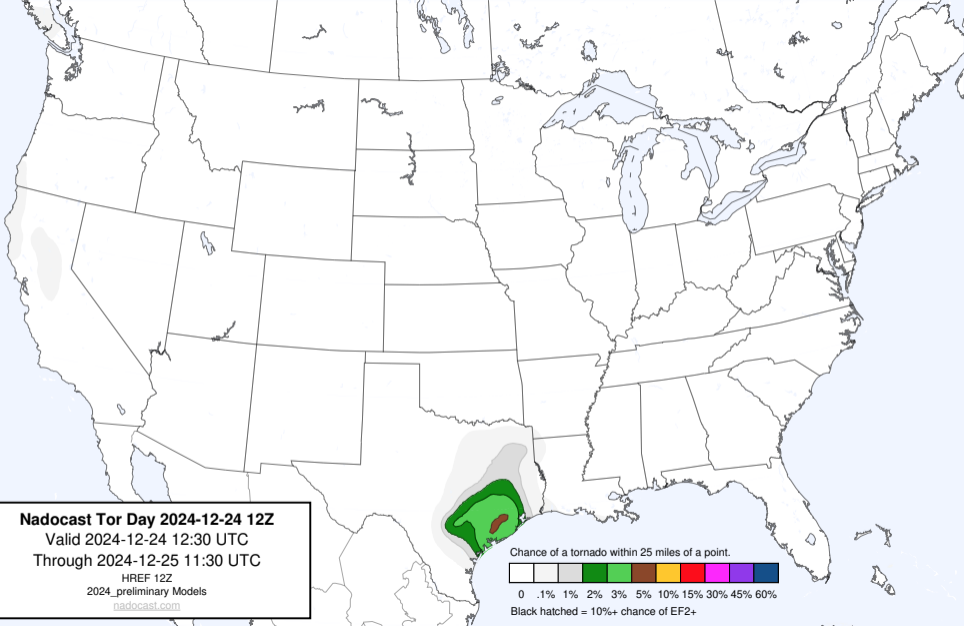 Nadocast Tor Day 2024-12-24 12Z
Valid 2024-12-24 12:30 UTC
Through 2024-12-25 11:30 UTC
HREF 12Z
2024_preliminary Models
nadocast.com
Chance of a tornado within 25 miles of a point.
0 .1% 1% 2% 3% 5% 10% 15% 30% 45% 60%
Black hatched = 10%+ chance of EF2+